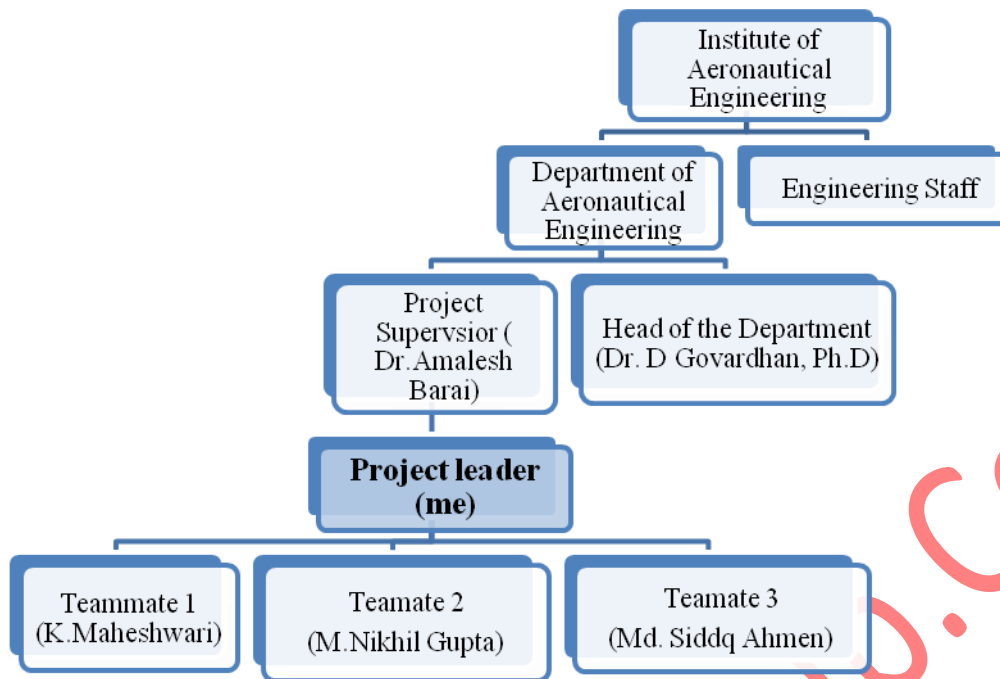 Institute of
Aeronautical
Engineering
Department of
Aeronautical
Engineering
Engineering Staff
Project
Supervsior (
Dr.Amalesh
Barai)
Head of the Department
(Dr. D Govardhan, Ph.D)
Project leader
(me)
Teammate 1
(K.Maheshwari)
Teamate 2
(M.Nikhil Gupta)
Teamate 3
(Md. Siddq Ahmen)